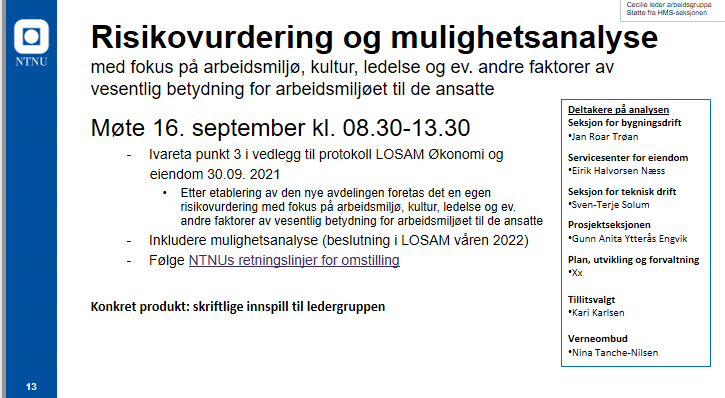 Cecilie leder arbeidsgruppa
Støtte fra HMS-seksjonen
NTNU
Risikovurdering og mulighetsanalyse
med fokus på arbeidsmiljø, kultur, ledelse og ev. andre faktorer av
vesentlig betydning for arbeidsmiljøet til de ansatte
Møte 16. september kl. 08.30-13.30
- Ivareta punkt 3 i vedlegg til protokoll LOSAM Økonomi og
eiendom 30.09. 2021
• Etter etablering av den nye avdelingen foretas det en egen
risikovurdering med fokus på arbeidsmiljø, kultur, ledelse og ev.
andre faktorer av vesentlig betydning for arbeidsmiljøet til de ansatte
- Inkludere mulighetsanalyse (beslutning i LOSAM våren 2022)
- Følge NTNUs retningslinjer for omstilling
Konkret produkt: skriftlige innspill til ledergruppen
Deltakere på analysen
Seksjon for bygningsdrift
•Jan Roar Trøan
Servicesenter for eiendom
•Eirik Halvorsen Næss
Seksjon for teknisk drift
•Sven-Terje Solum
Prosjektseksjonen
•Gunn Anita Ytterås Engvik
Plan, utvikling og forvaltning
•Xx
Tillitsvalgt
•Kari Karlsen
Verneombud
•Nina Tanche-Nilsen
13